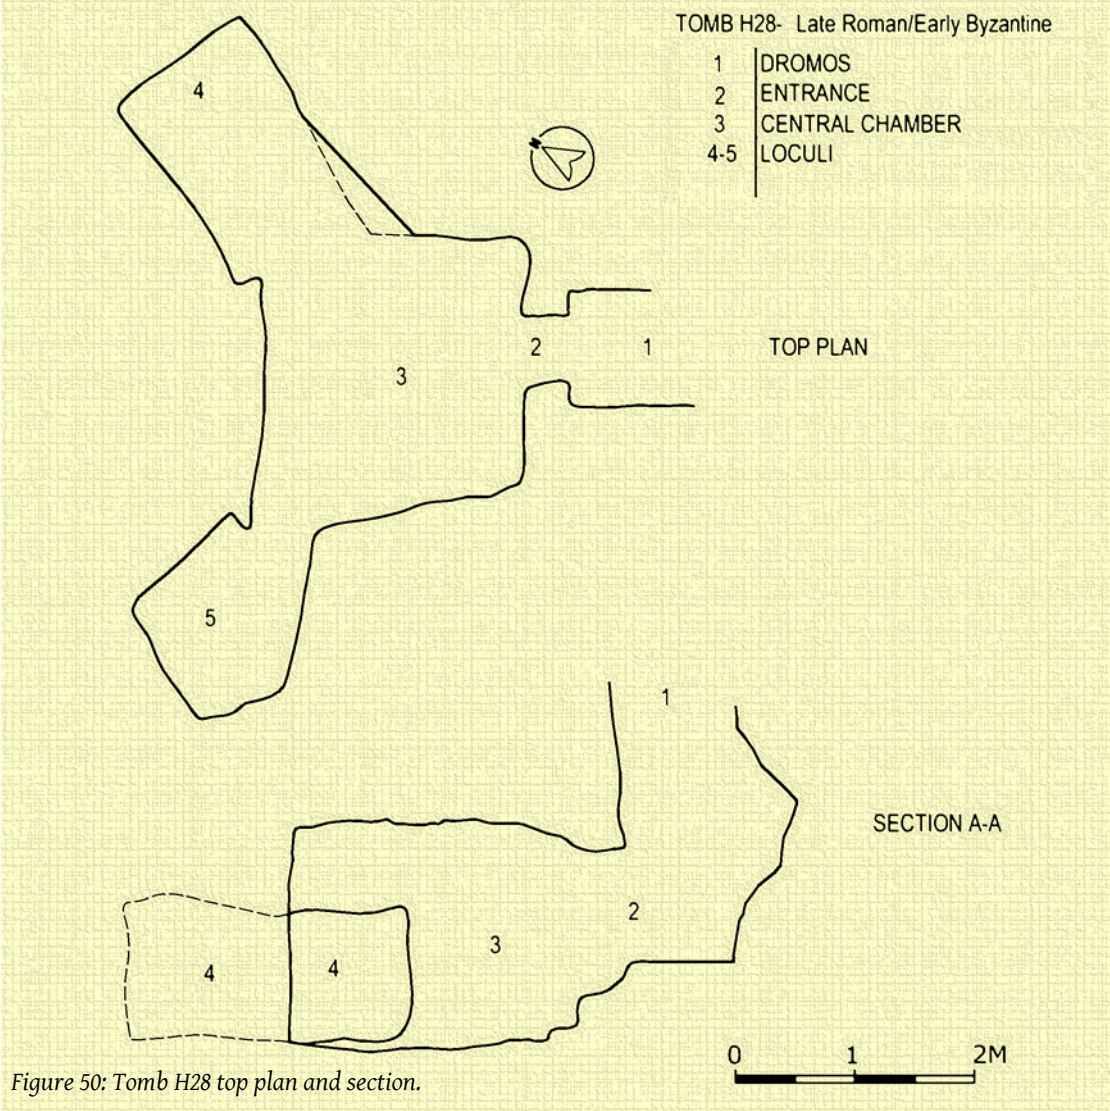 TOMB H28- Late Roman/Early Byzantine
1 DROMOS
2 ENTRANCE
3 CENTRAL CHAMBER
4-5 LOCULI
4
N
2
1
TOP PLAN
3
5
1
SECTION A-A
2
3
4
4
0 1 2M
Figure 50: Tomb H28 top plan and section.